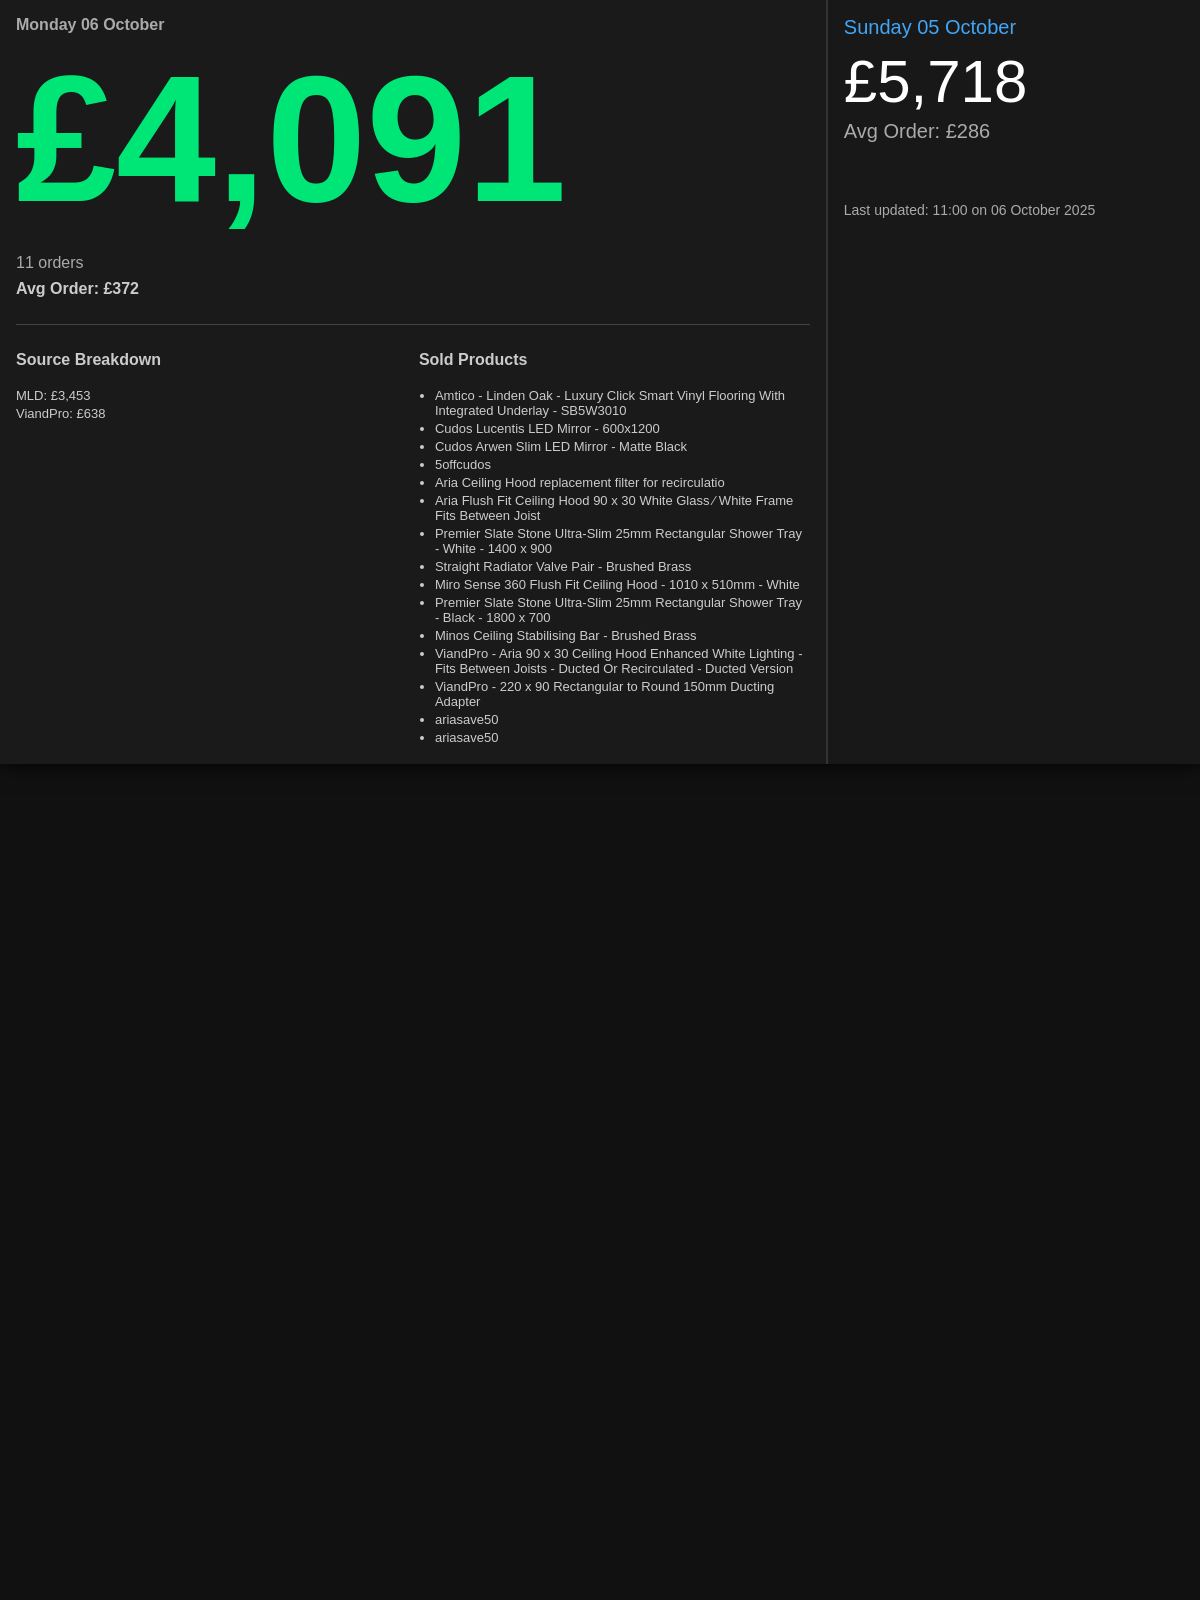 Monday 06 October
£4,091
11 orders
Avg Order: £372
Source Breakdown
MLD: £3,453
ViandPro: £638
Sold Products
• Amtico - Linden Oak - Luxury Click Smart Vinyl Flooring With
Integrated Underlay - SB5W3010
• Cudos Lucentis LED Mirror - 600x1200
• Cudos Arwen Slim LED Mirror - Matte Black
• 5offcudos
• Aria Ceiling Hood replacement filter for recirculatio
• Aria Flush Fit Ceiling Hood 90 x 30 White Glass ⁄ White Frame
Fits Between Joist
• Premier Slate Stone Ultra-Slim 25mm Rectangular Shower Tray
- White - 1400 x 900
• Straight Radiator Valve Pair - Brushed Brass
• Miro Sense 360 Flush Fit Ceiling Hood - 1010 x 510mm - White
• Premier Slate Stone Ultra-Slim 25mm Rectangular Shower Tray
- Black - 1800 x 700
• Minos Ceiling Stabilising Bar - Brushed Brass
• ViandPro - Aria 90 x 30 Ceiling Hood Enhanced White Lighting -
Fits Between Joists - Ducted Or Recirculated - Ducted Version
• ViandPro - 220 x 90 Rectangular to Round 150mm Ducting
Adapter
• ariasave50
• ariasave50
Sunday 05 October
£5,718
Avg Order: £286
Last updated: 11:00 on 06 October 2025